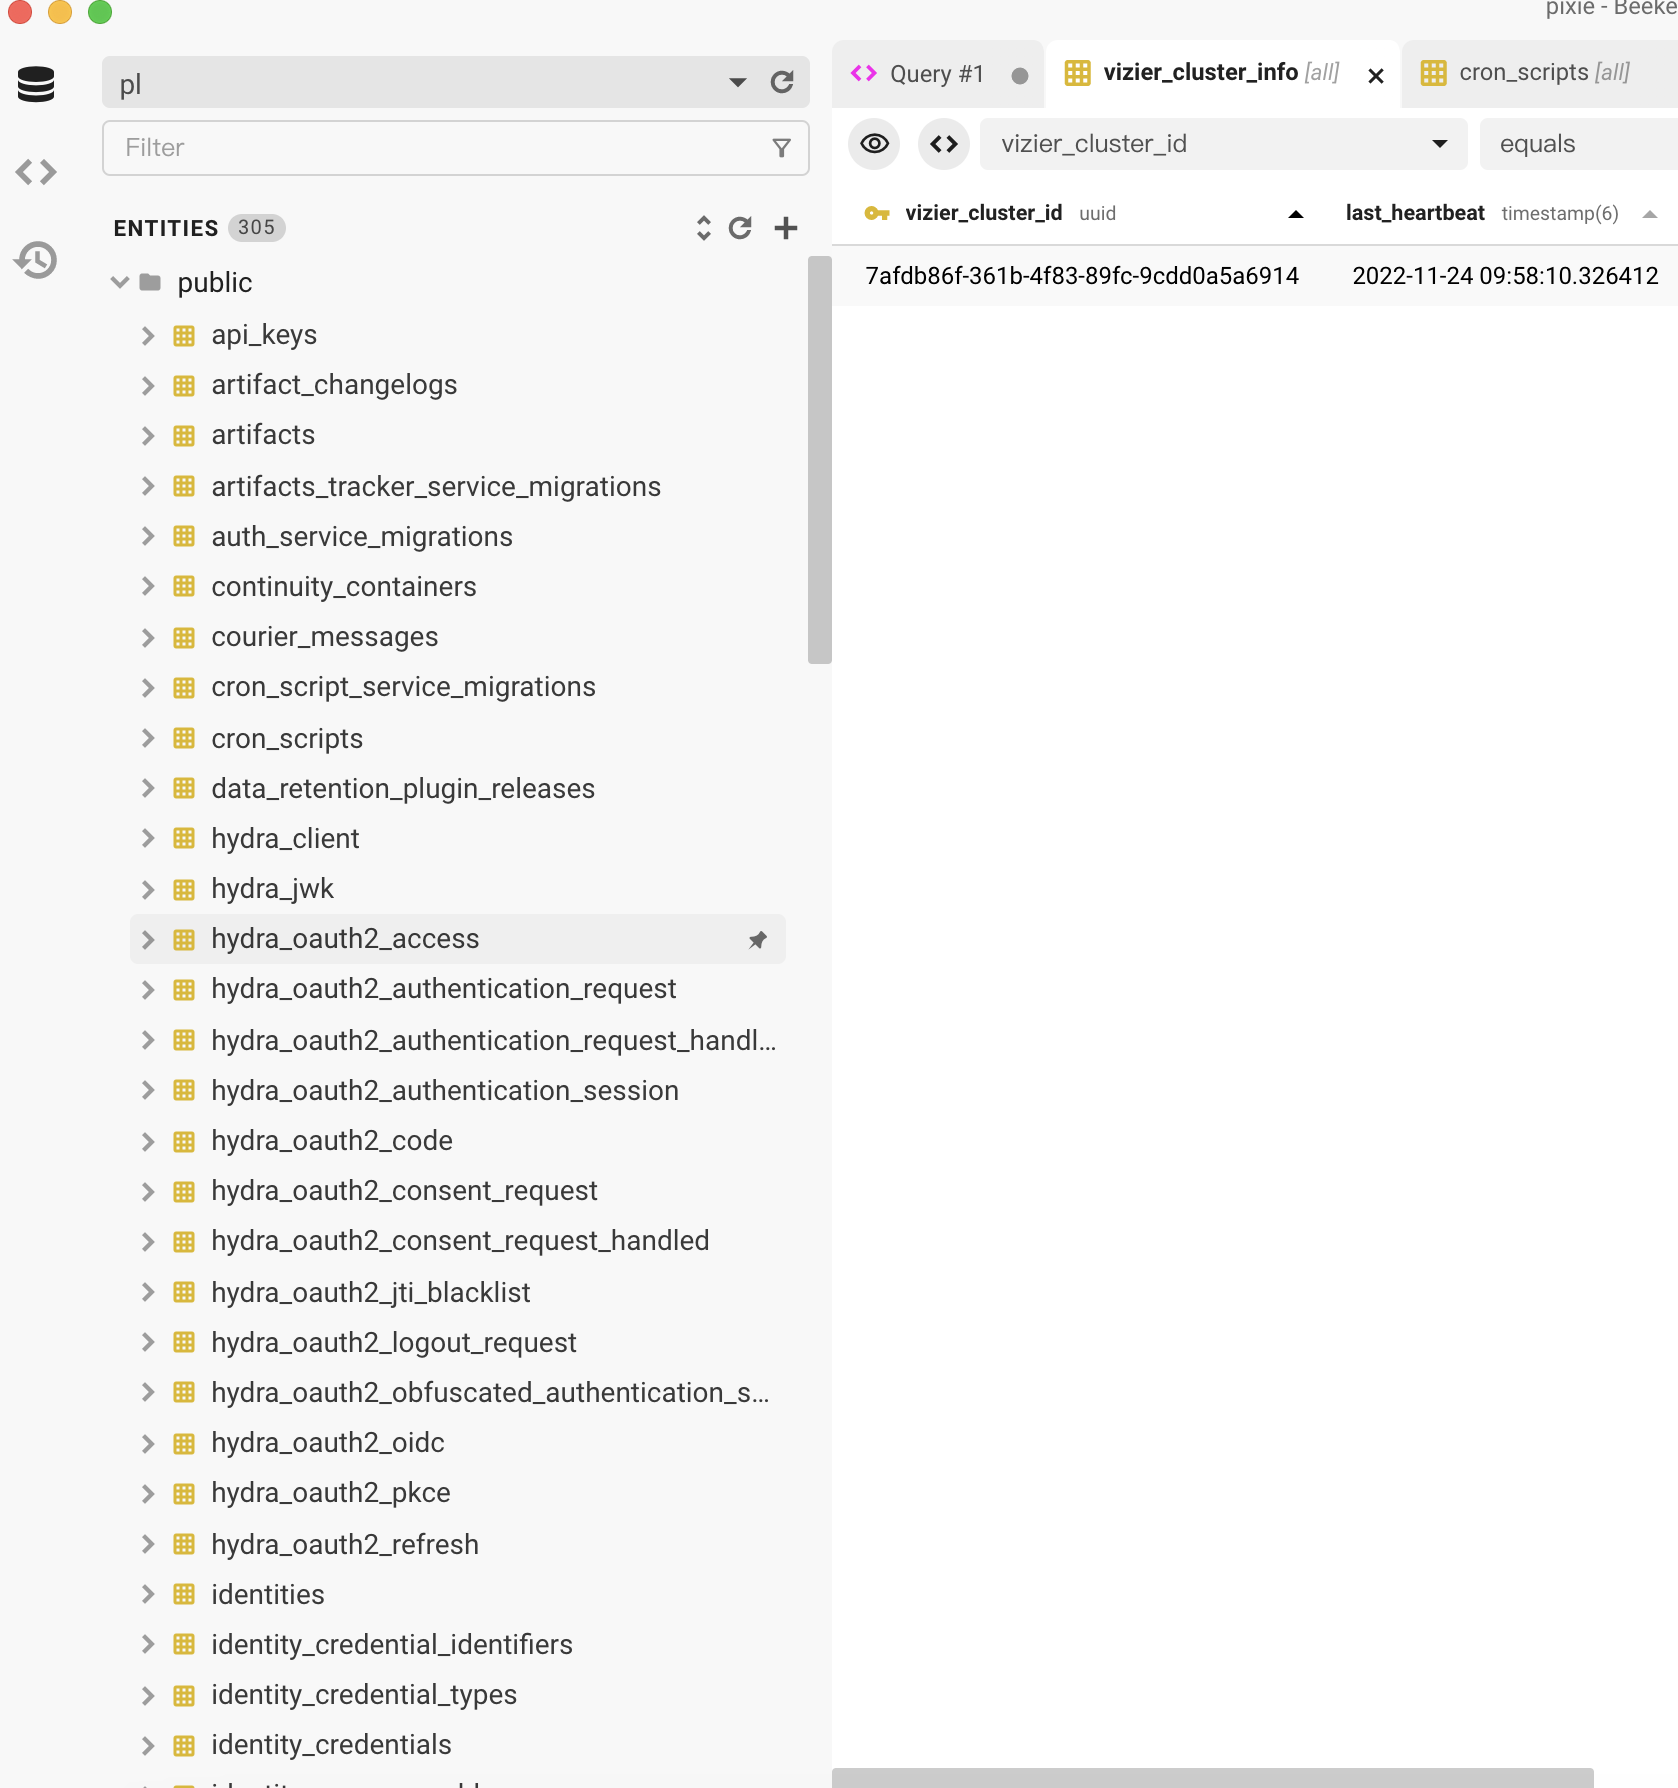 pixie - Beeke
pl
Query #1
vizier_cluster_info [all]
cron_scripts [all]
Filter
vizier_cluster_id
equals
ENTITIES 305
vizier_cluster_id uuid
last_heartbeat timestamp(6)
7afdb86f-361b-4f83-89fc-9cdd0a5a6914
2022-11-24 09:58:10.326412
public
api_keys
artifact_changelogs
artifacts
artifacts_tracker_service_migrations
auth_service_migrations
continuity_containers
courier_messages
cron_script_service_migrations
cron_scripts
data_retention_plugin_releases
hydra_client
hydra_jwk
hydra_oauth2_access
hydra_oauth2_authentication_request
hydra_oauth2_authentication_request_handl...
hydra_oauth2_authentication_session
hydra_oauth2_code
hydra_oauth2_consent_request
hydra_oauth2_consent_request_handled
hydra_oauth2_jti_blacklist
hydra_oauth2_logout_request
hydra_oauth2_obfuscated_authentication_s...
hydra_oauth2_oidc
hydra_oauth2_pkce
hydra_oauth2_refresh
identities
identity_credential_identifiers
identity_credential_types
identity_credentials